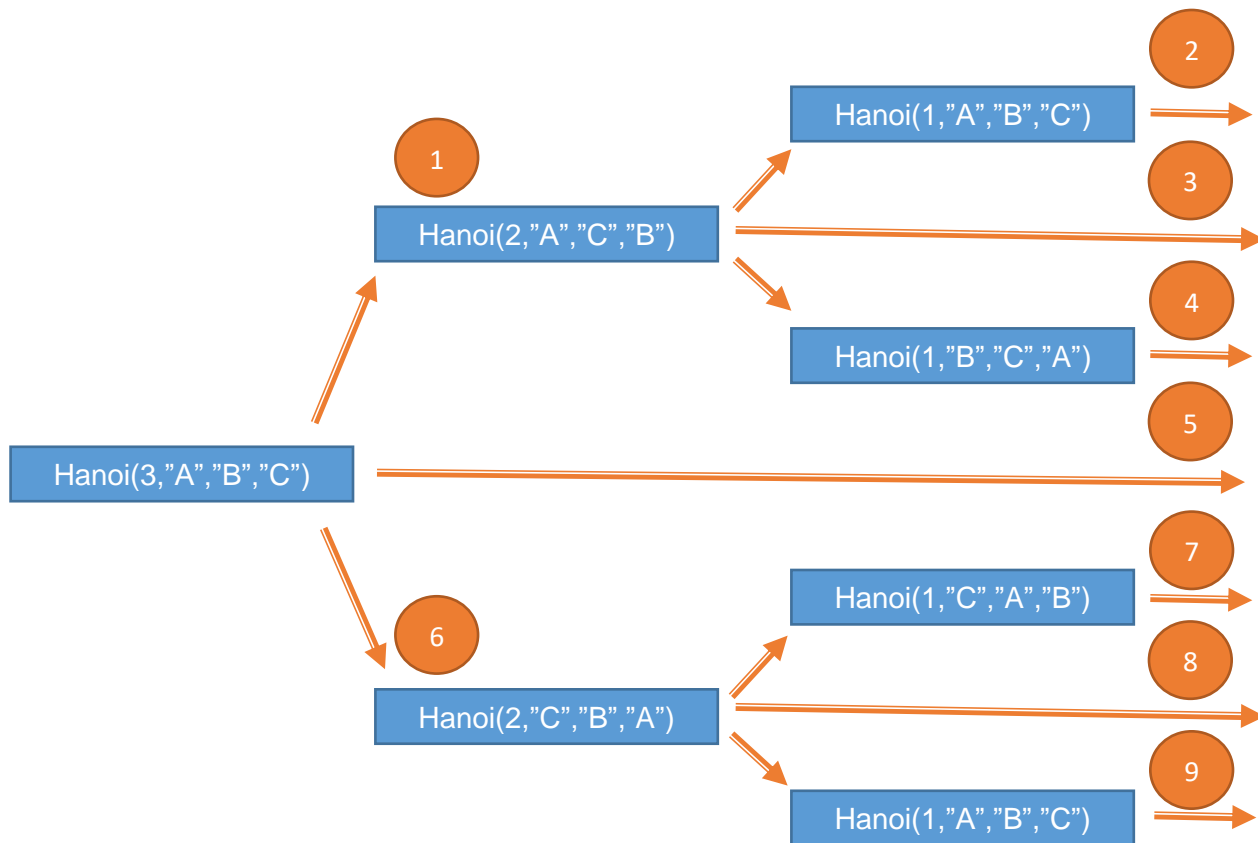 2
Hanoi(1,”A”,”B”,”C”)
1
3
Hanoi(2,”A”,”C”,”B”)
4
Hanoi(1,”B”,”C”,”A”)
5
Hanoi(3,”A”,”B”,”C”)
7
Hanoi(1,”C”,”A”,”B”)
6
8
Hanoi(2,”C”,”B”,”A”)
9
Hanoi(1,”A”,”B”,”C”)